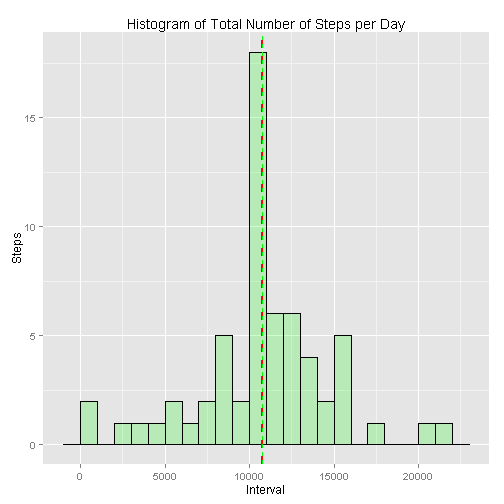 Histogram of Total Number of Steps per Day
15
10
5
0
Steps
0 5000 10000 15000 20000
Interval